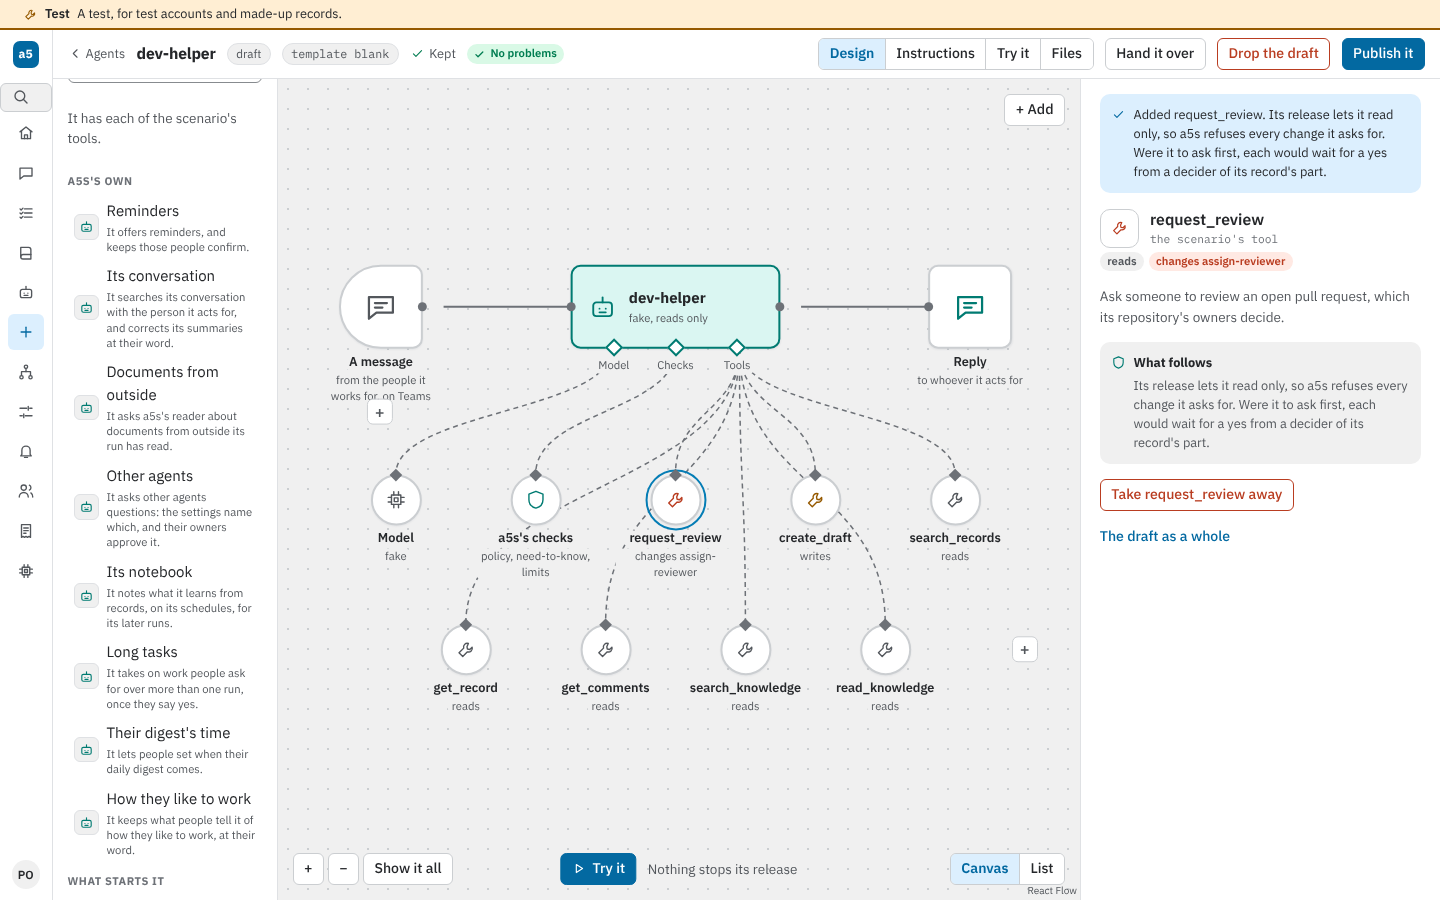 Test A test, for test accounts and made-up records.
a5
Agents
dev-helper
draft
template blank
Kept
No problems
Design
Instructions
Try it
Files
Hand it over
Drop the draft
Publish it
It has each of the scenario's
tools.
A5S'S OWN
Reminders
It offers reminders, and
keeps those people confirm.
Its conversation
It searches its conversation
with the person it acts for,
and corrects its summaries
at their word.
Documents from
outside
It asks a5s's reader about
documents from outside its
run has read.
Other agents
It asks other agents
questions: the settings name
which, and their owners
approve it.
Its notebook
It notes what it learns from
records, on its schedules, for
its later runs.
Long tasks
It takes on work people ask
for over more than one run,
once they say yes.
Their digest's time
It lets people set when their
daily digest comes.
How they like to work
It keeps what people tell it of
how they like to work, at their
word.
WHAT STARTS IT
PO
+ Add
A message
from the people it
works for, on Teams
+
dev-helper
fake, reads only
Model
Checks
Tools
Reply
to whoever it acts for
Model
fake
a5s's checks
policy, need-to-know,
limits
request_review
changes assign-
reviewer
create_draft
writes
search_records
reads
get_record
reads
get_comments
reads
search_knowledge
reads
read_knowledge
reads
+
+
−
Show it all
Try it
Nothing stops its release
Canvas
List
React Flow
Added request_review. Its release lets it read
only, so a5s refuses every change it asks for.
Were it to ask first, each would wait for a yes
from a decider of its record's part.
request_review
the scenario's tool
reads
changes assign-reviewer
Ask someone to review an open pull request, which
its repository's owners decide.
What follows
Its release lets it read only, so a5s refuses every
change it asks for. Were it to ask first, each
would wait for a yes from a decider of its
record's part.
Take request_review away
The draft as a whole